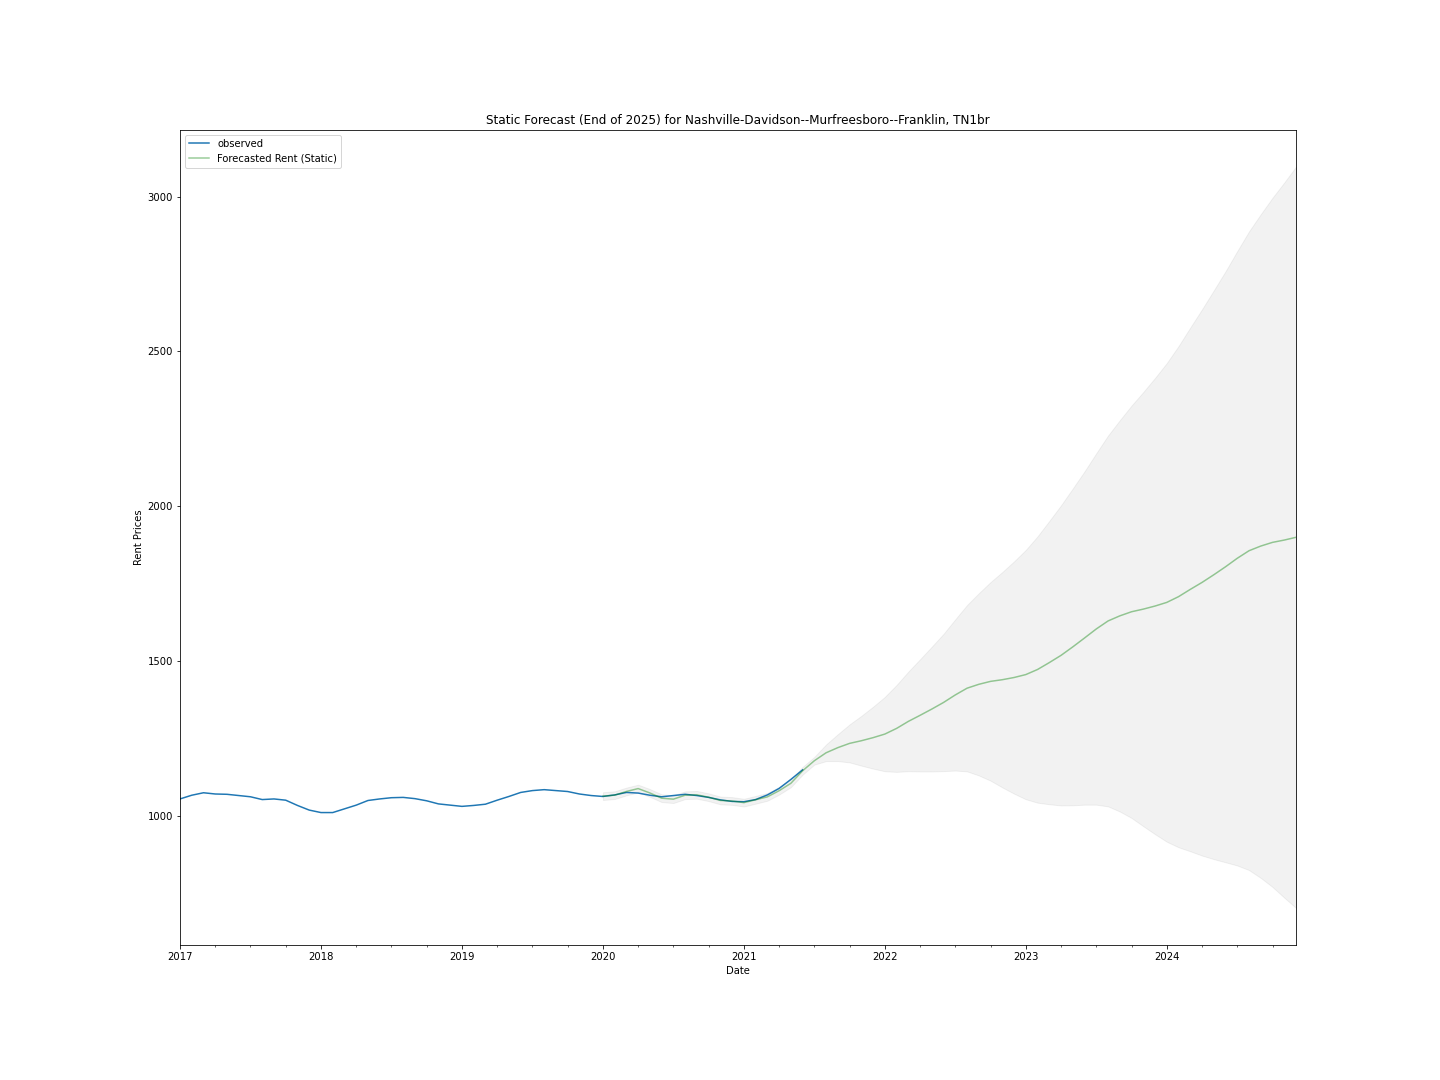 Static Forecast (End of 2025) for Nashville-Davidson--Murfreesboro--Franklin, TN1br
observed
Forecasted Rent (Static)
3000
2500
2000
1500
1000
Rent Prices
2017 2018 2019 2020 2021 2022 2023 2024
Date